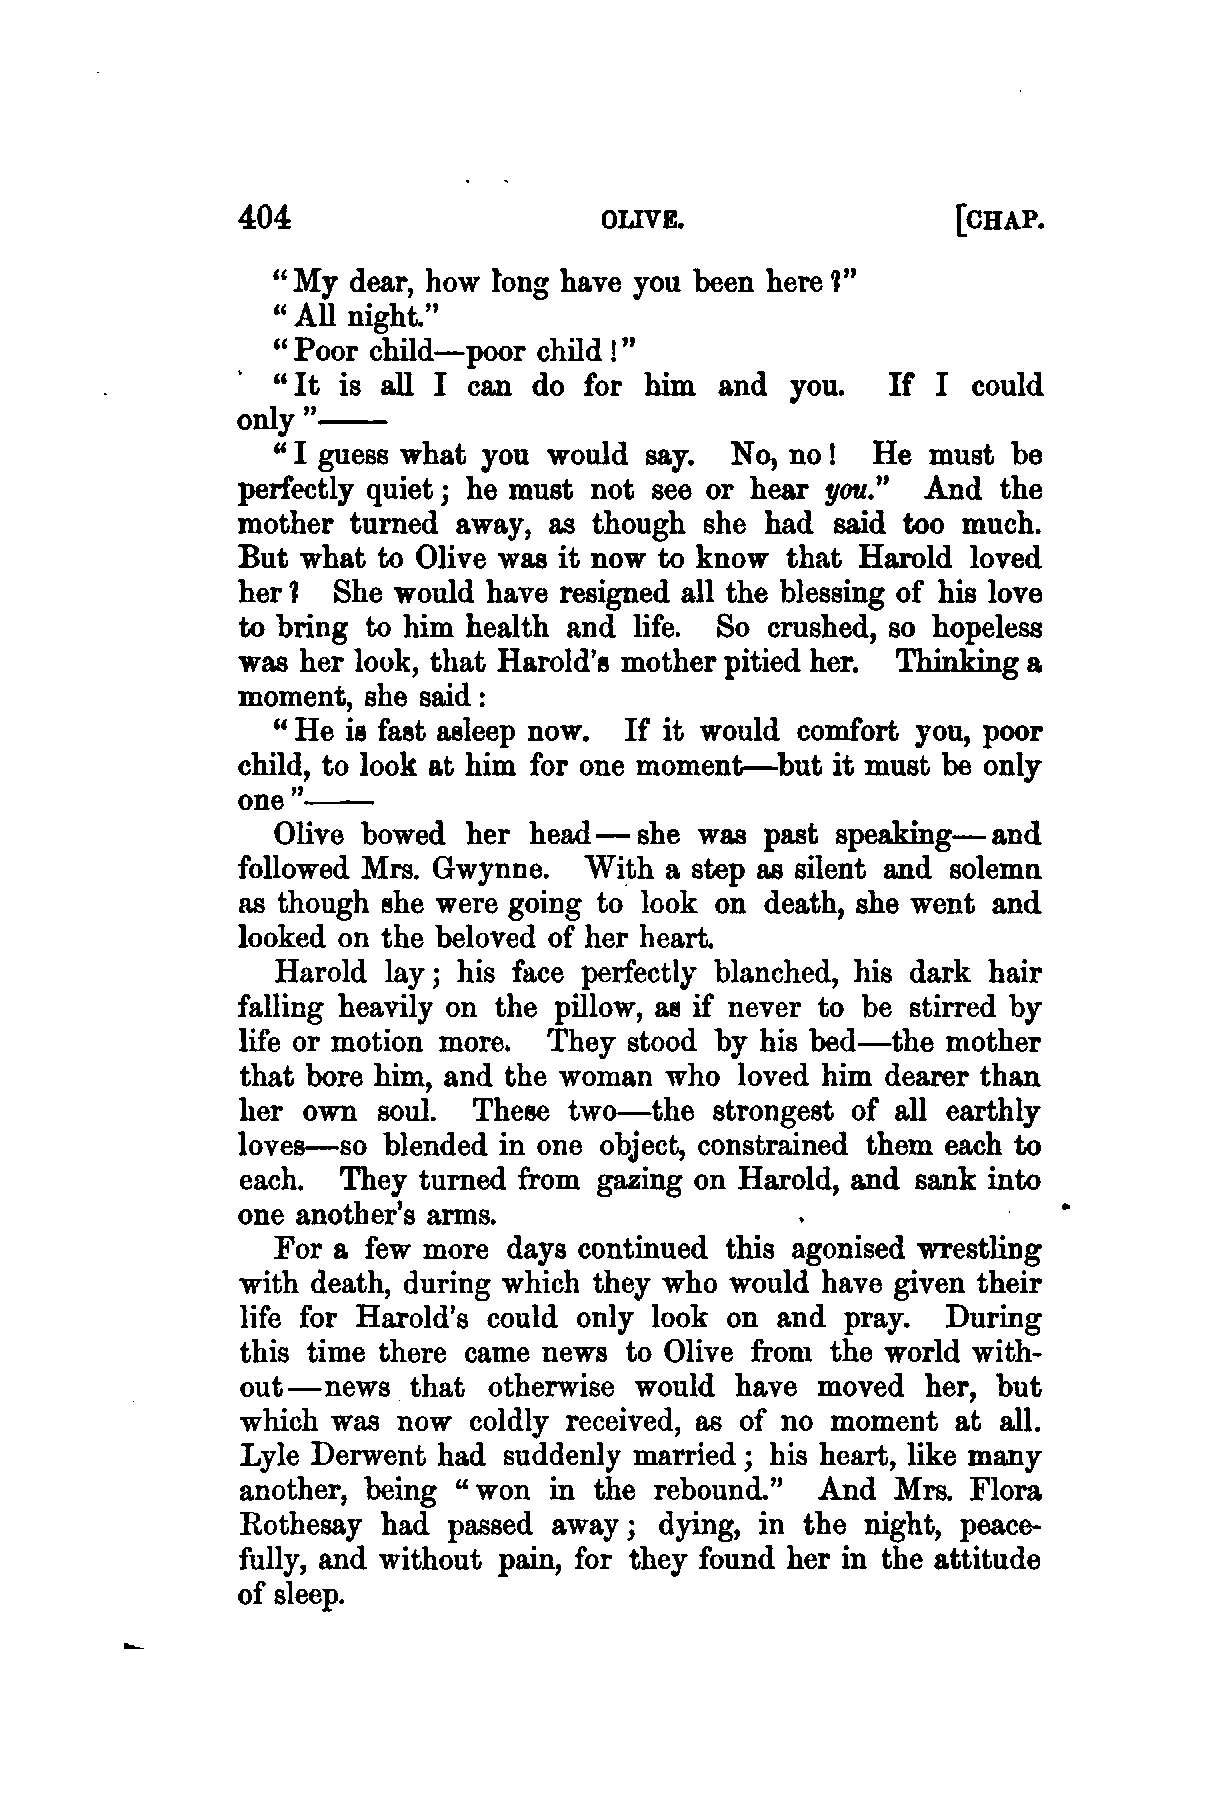 404 OLIVE. [CHAP.
"My dear, how long have you been here?"
"All night."
"Poor child—poor child!"
"It is all I can do for him and you. If I could
only"——
"I guess what you would say. No, no! He must be
perfectly quiet; he must not see or hear you." And the
mother turned away, as though she had said too much.
But what to Olive was it now to know that Harold loved
her? She would have resigned all the blessing of his love
to bring to him health and life. So crushed, so hopeless
was her look, that Harold's mother pitied her. Thinking a
moment, she said:
"He is fast asleep now. If it would comfort you, poor
child, to look at him for one moment—but it must be only
one"——
Olive bowed her head—she was past speaking—and
followed Mrs. Gwynne. With a step as silent and solemn
as though she were going to look on death, she went and
looked on the beloved of her heart.
Harold lay; his face perfectly blanched, his dark hair
falling heavily on the pillow, as if never to be stirred by
life or motion more. They stood by his bed—the mother
that bore him, and the woman who loved him dearer than
her own soul. These two—the strongest of all earthly
loves—so blended in one object, constrained them each to
each. They turned from gazing on Harold, and sank into
one another's arms.
For a few more days continued this agonised wrestling
with death, during which they who would have given their
life for Harold's could only look on and pray. During
this time there came news to Olive from the world with-
out—news that otherwise would have moved her, but
which was now coldly received, as of no moment at all.
Lyle Derwent had suddenly married; his heart, like many
another, being "won in the rebound." And Mrs. Flora
Rothesay had passed away; dying, in the night, peace-
fully, and without pain, for they found her in the attitude
of sleep.